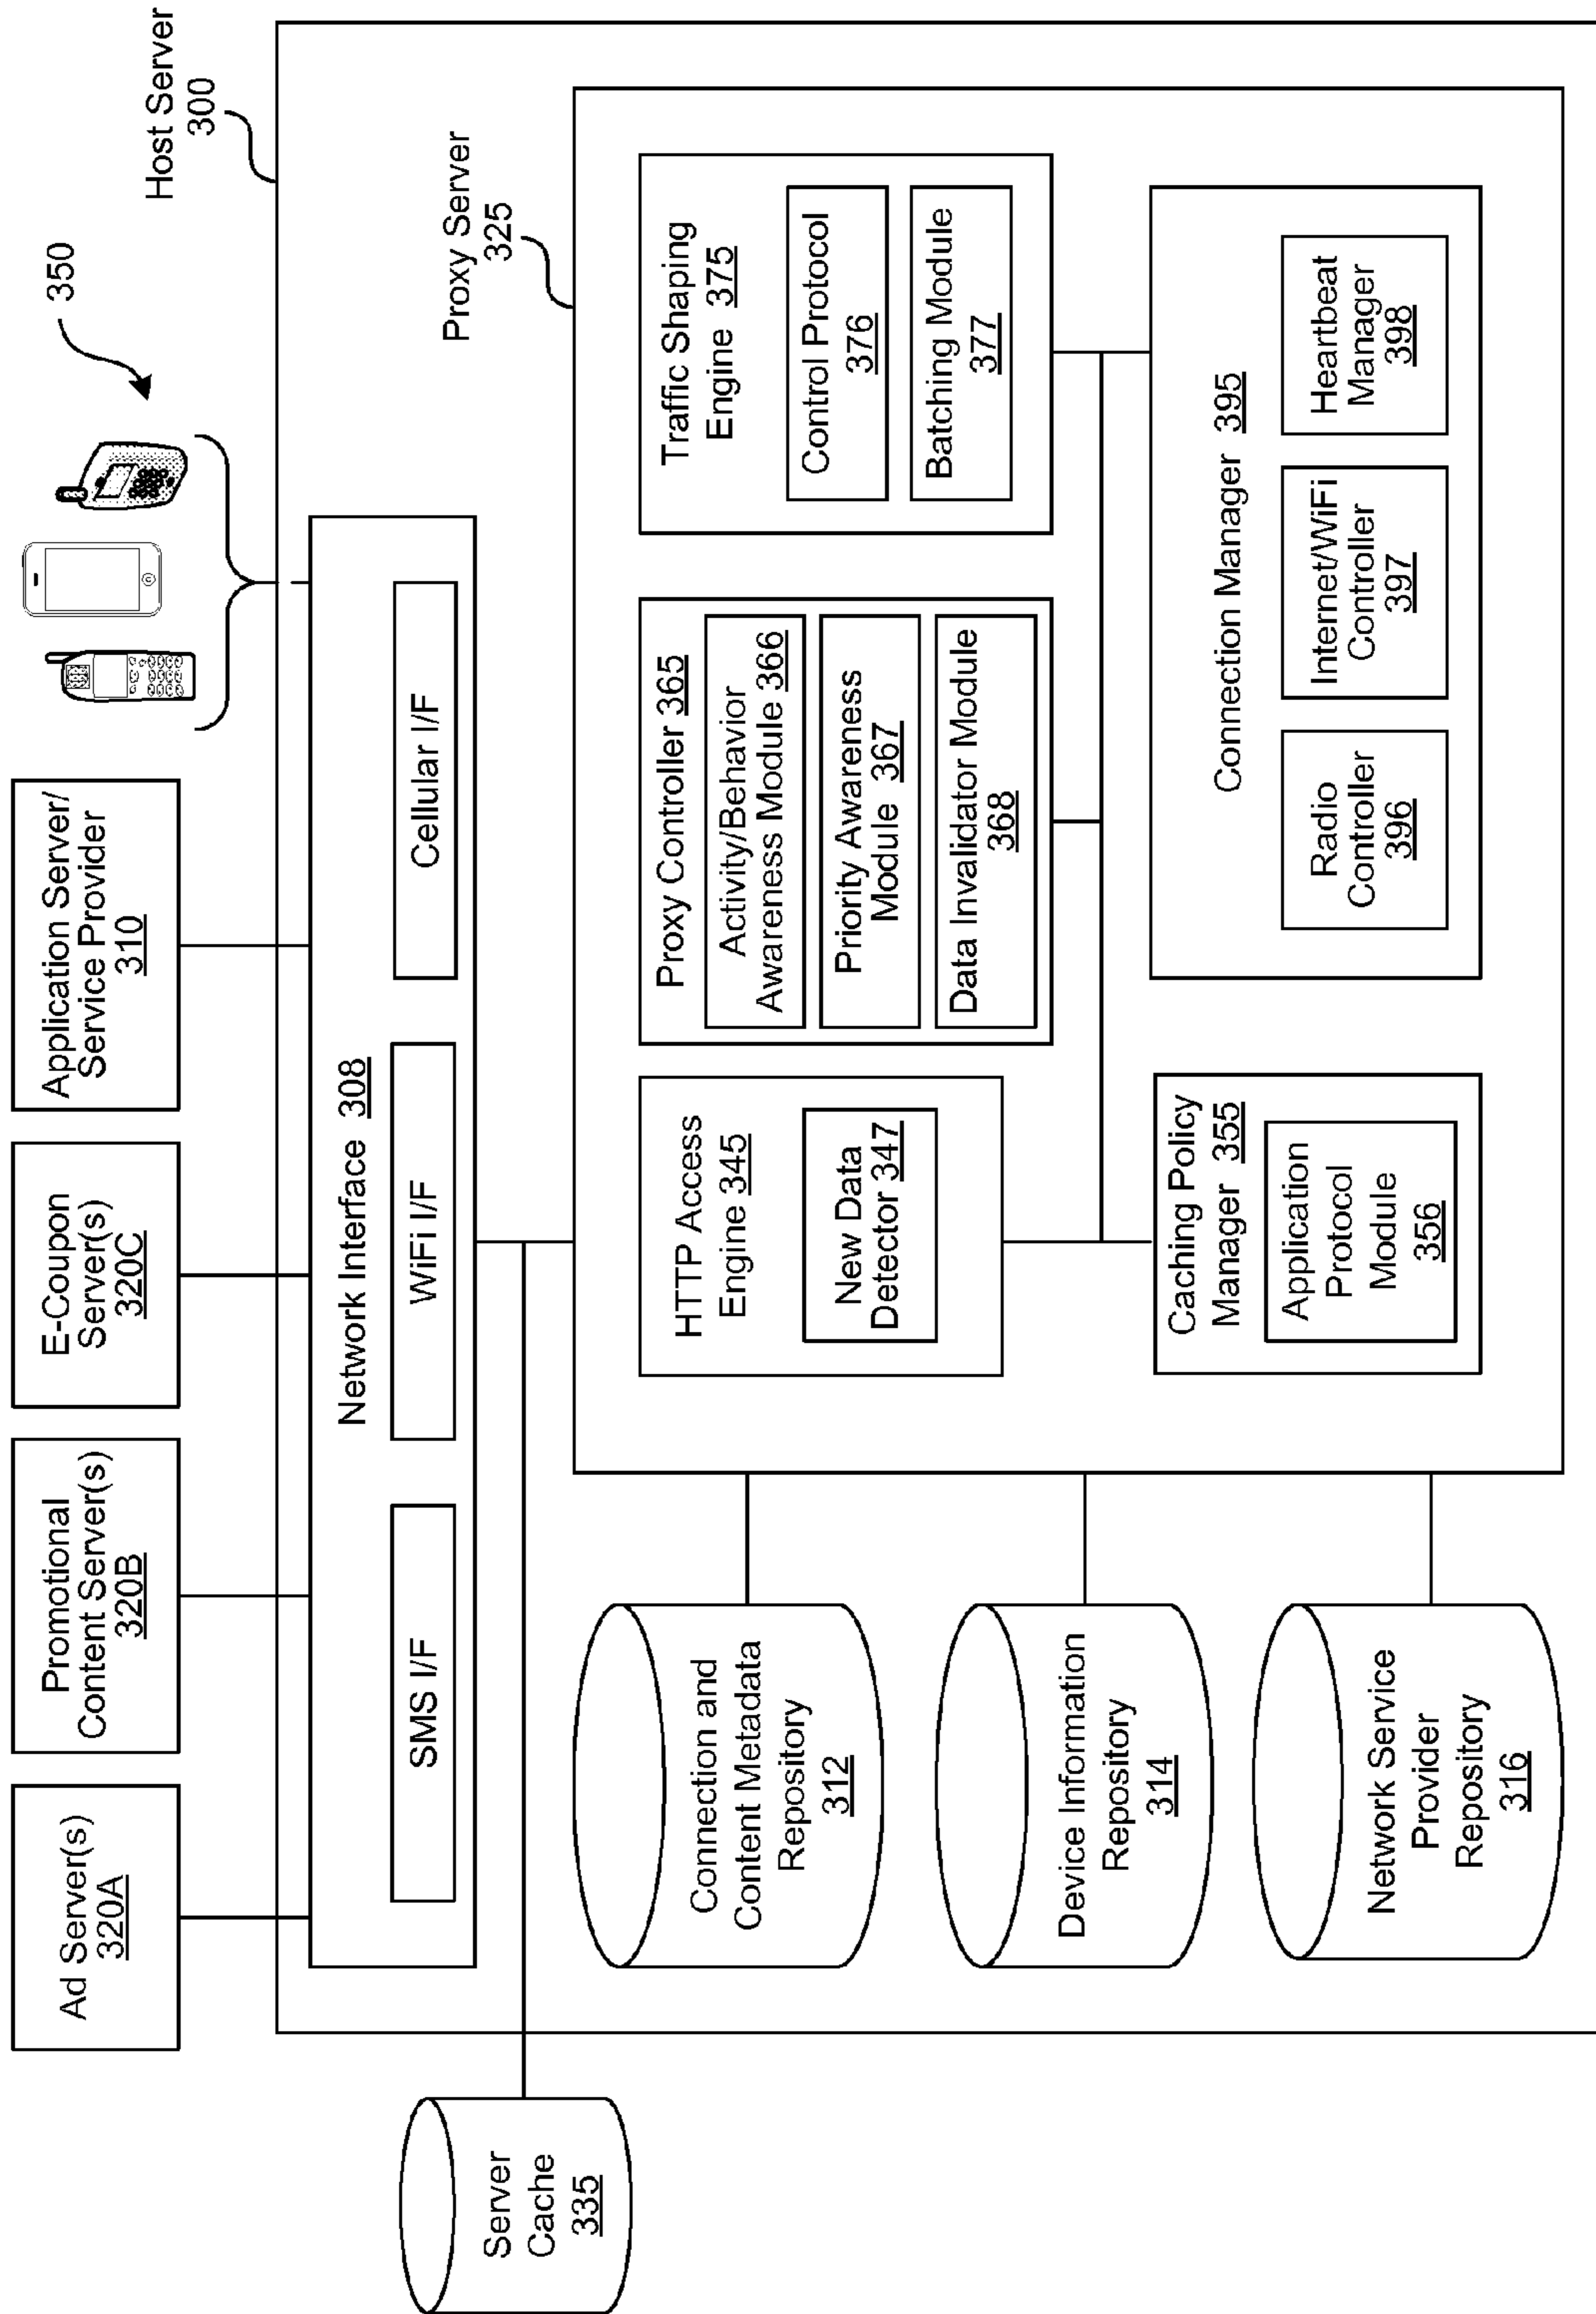 Ad Server(s)
320A
Promotional
Content Server(s)
320B
E-Coupon
Server(s)
320C
Application Server/
Service Provider
310
350
Host Server
300
Network Interface 308
SMS I/F
WiFi I/F
Cellular I/F
Server
Cache
335
Proxy Server
325
Connection and
Content Metadata
Repository
312
Device Information
Repository
314
Network Service
Provider
Repository
316
HTTP Access
Engine 345
New Data
Detector 347
Proxy Controller 365
Activity/Behavior
Awareness Module 366
Priority Awareness
Module 367
Data Invalidator Module
368
Traffic Shaping
Engine 375
Control Protocol
376
Batching Module
377
Caching Policy
Manager 355
Application
Protocol
Module
356
Connection Manager 395
Radio
Controller
396
Internet/WiFi
Controller
397
Heartbeat
Manager
398